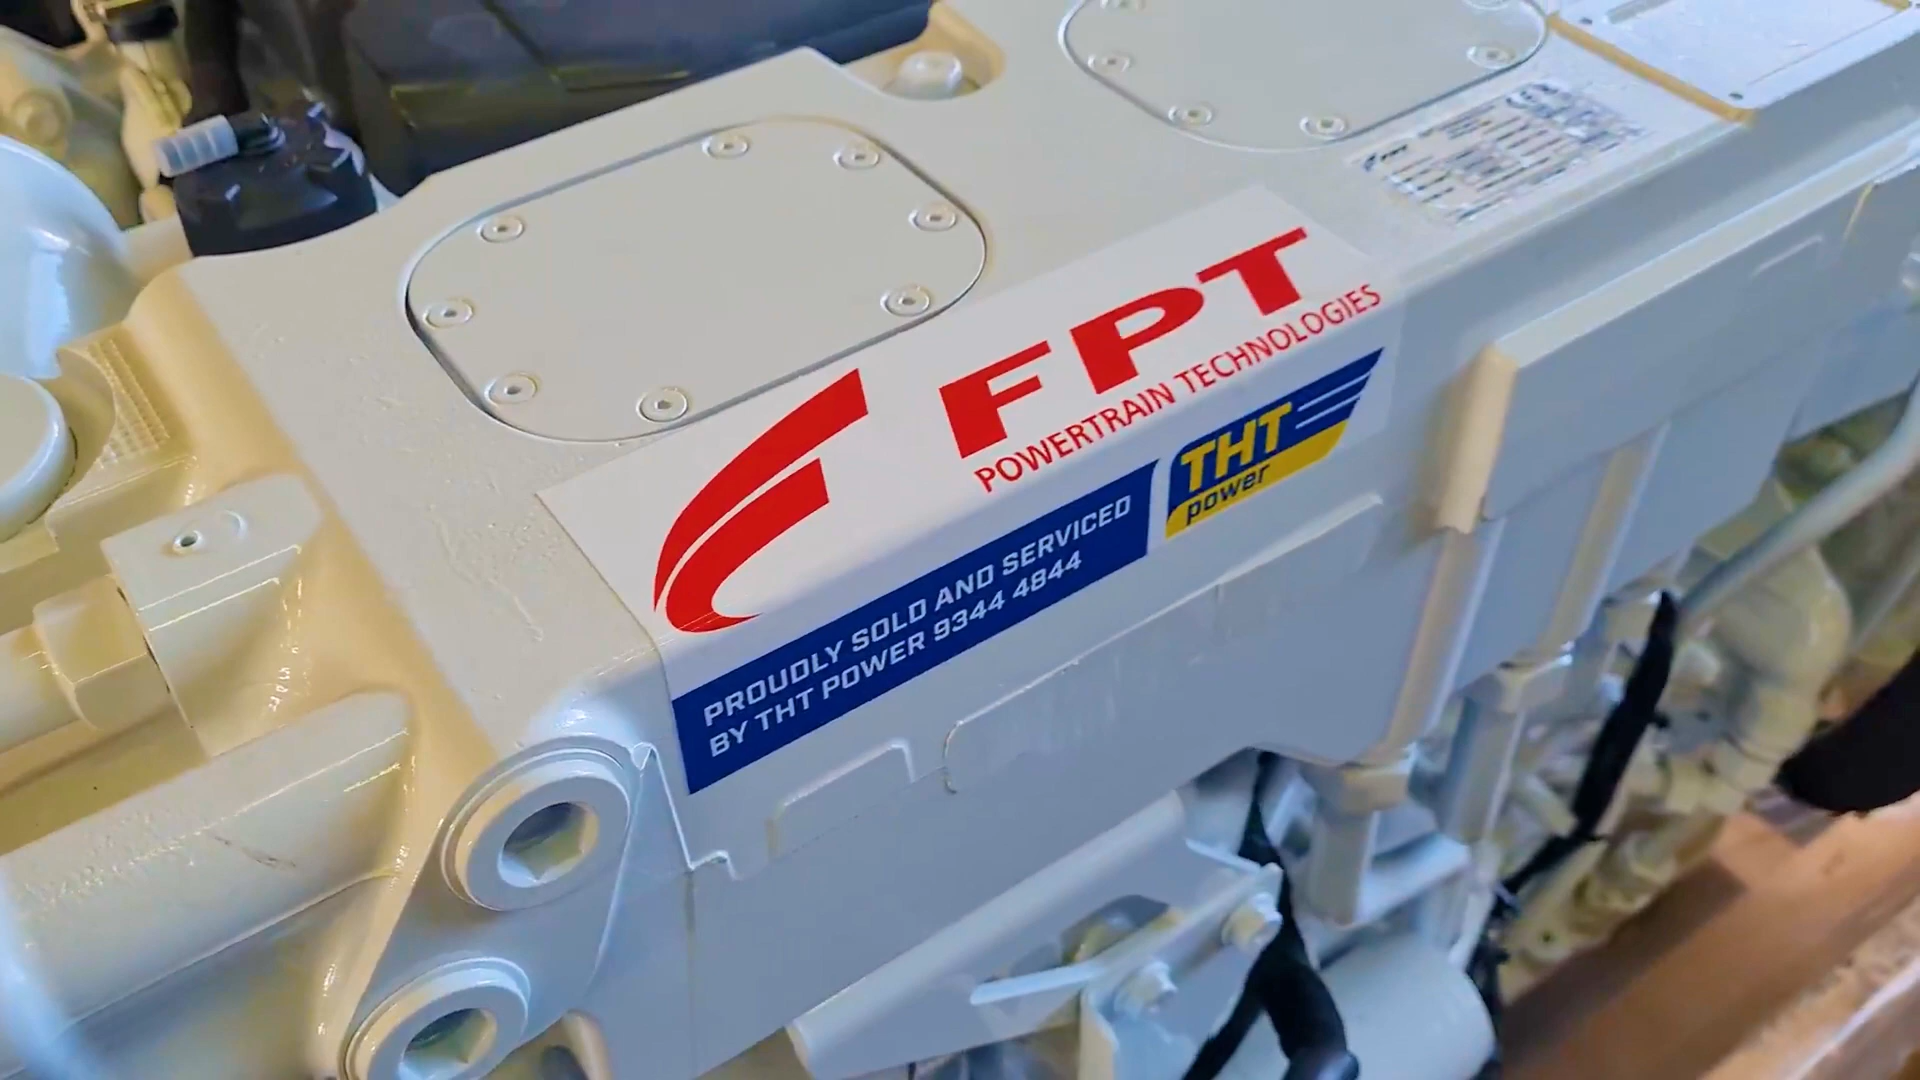 FPT
POWERTRAIN TECHNOLOGIES
PROUDLY SOLD AND SERVICED
BY THT POWER 9344 4844
THT
power